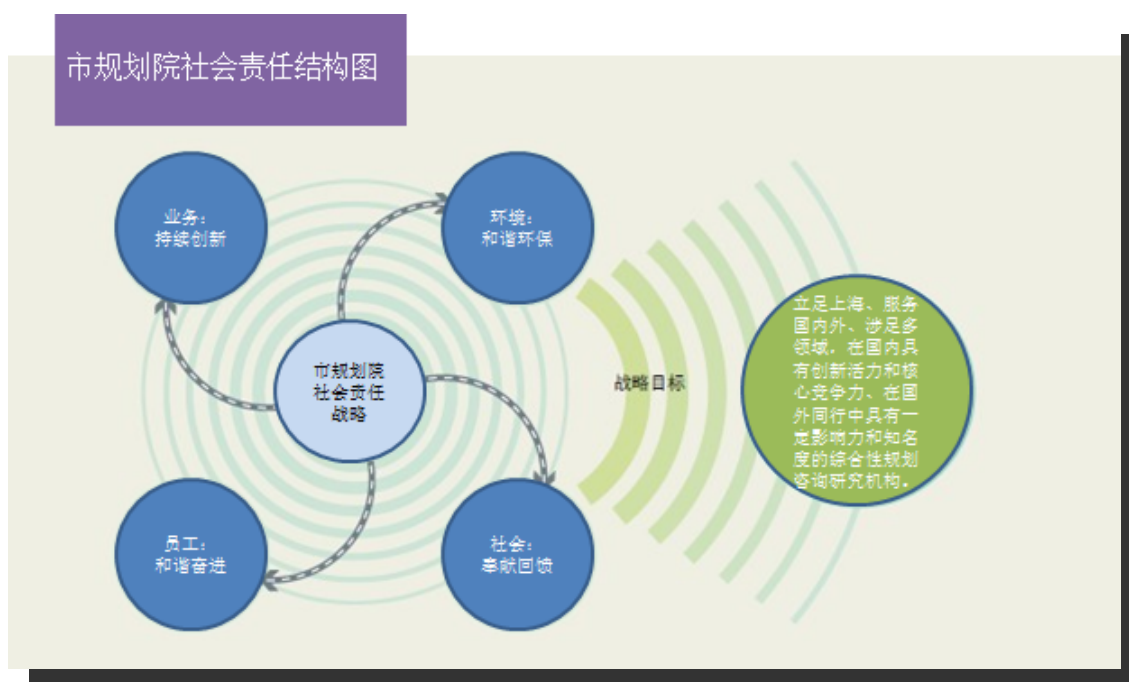 市规划院社会责任结构图
业务：
持续创新
环境：
和谐环保
市规划院
社会责任
战略
员工：
和谐奋进
社会：
奉献回馈
战略目标
立足上海、服务
国内外、涉足多
领域，在国内具
有创新活力和核
心竞争力、在国
外同行中具有一
定影响力和知名
度的综合性规划
咨询研究机构。